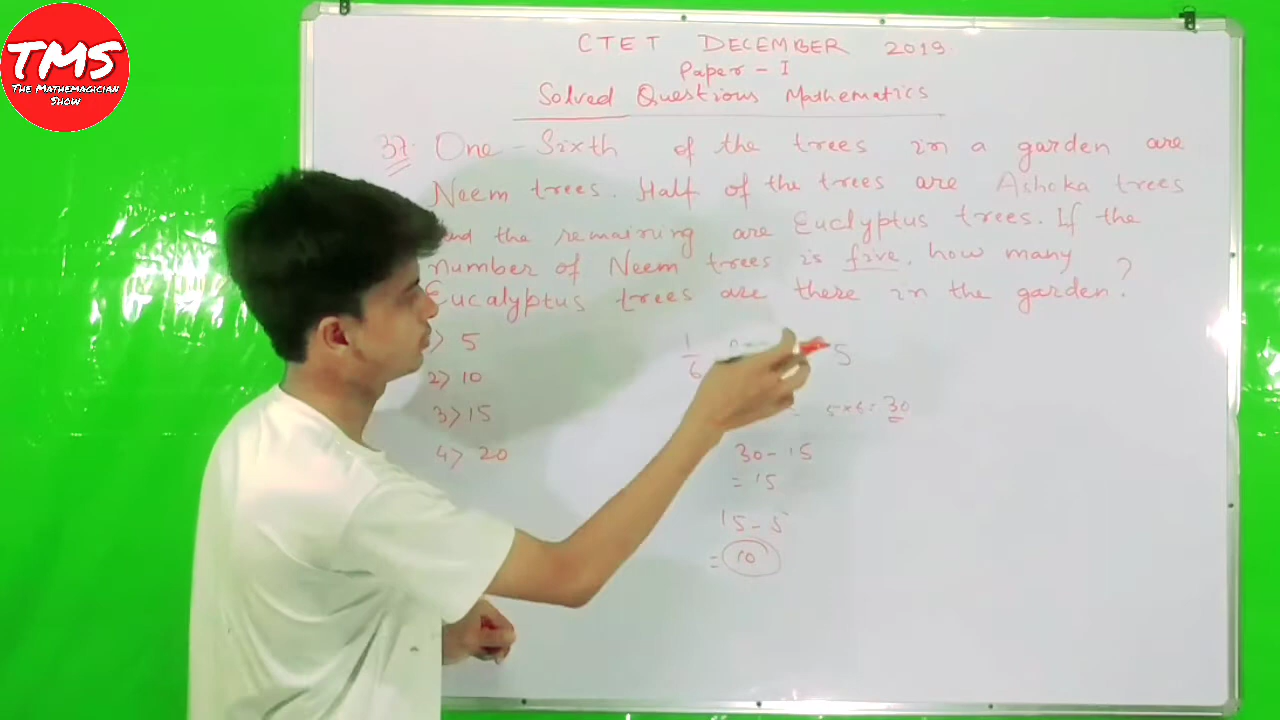 TMS
THE MATHEMAGICIAN
SHOW
CTET DECEMBER 2019.
Paper - I
Solved Questions Mathematics
37. One-Sixth of the trees in a garden are
Neem trees. Half of the trees are Ashoka trees
and the remaining are Euclyptus trees. If the
number of Neem trees is five, how many
Eucalyptus trees are there in the garden?
5
2> 10
3> 15
4> 20
1/6 5
= 5×6= 30
30 - 15
= 15
15 - 5
= 10